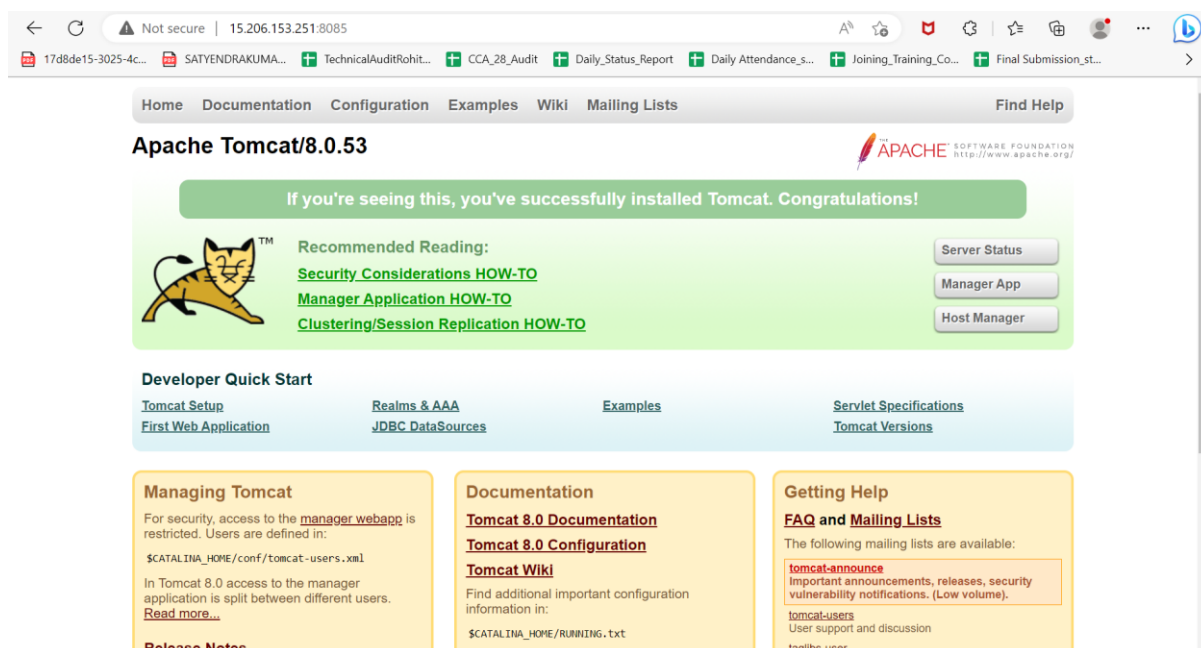 Not secure | 15.206.153.251:8085
17d8de15-3025-4c... SATYENDRAKUMA... TechnicalAuditRohit... CCA_28_Audit Daily_Status_Report Daily Attendance_s... Joining_Training_Co... Final Submission_st...
Home Documentation Configuration Examples Wiki Mailing Lists Find Help
Apache Tomcat/8.0.53
THE APACHE™ SOFTWARE FOUNDATION
http://www.apache.org/
If you're seeing this, you've successfully installed Tomcat. Congratulations!
TM
Recommended Reading:
Security Considerations HOW-TO
Manager Application HOW-TO
Clustering/Session Replication HOW-TO
Server Status
Manager App
Host Manager
Developer Quick Start
Tomcat Setup
First Web Application
Realms & AAA
JDBC DataSources
Examples
Servlet Specifications
Tomcat Versions
Managing Tomcat
For security, access to the manager webapp is
restricted. Users are defined in:
$CATALINA_HOME/conf/tomcat-users.xml
In Tomcat 8.0 access to the manager
application is split between different users.
Read more...
Release Notes
Documentation
Tomcat 8.0 Documentation
Tomcat 8.0 Configuration
Tomcat Wiki
Find additional important configuration
information in:
$CATALINA_HOME/RUNNING.txt
Getting Help
FAQ and Mailing Lists
The following mailing lists are available:
tomcat-announce
Important announcements, releases, security
vulnerability notifications. (Low volume).
tomcat-users
User support and discussion
taglibs-user